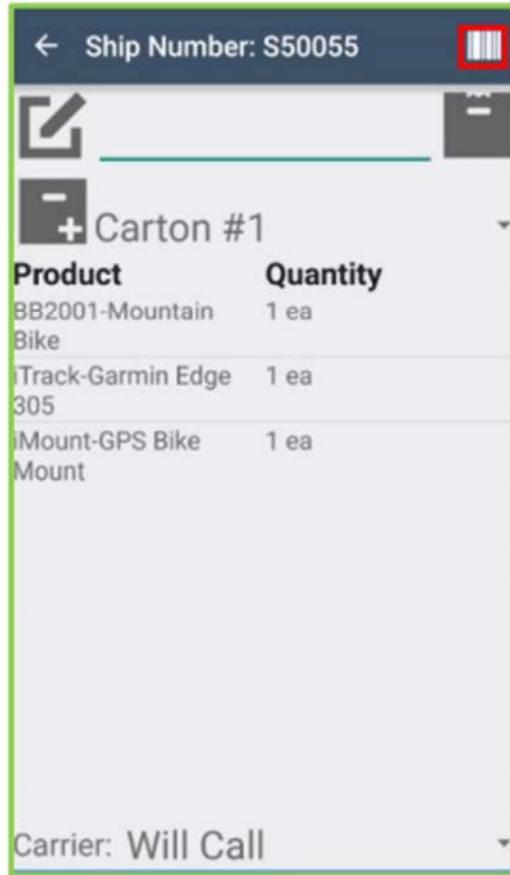 Ship Number: S50055
Carton #1
Product Quantity
BB2001-Mountain Bike 1 ea
iTrack-Garmin Edge 305 1 ea
iMount-GPS Bike Mount 1 ea
Carrier: Will Call